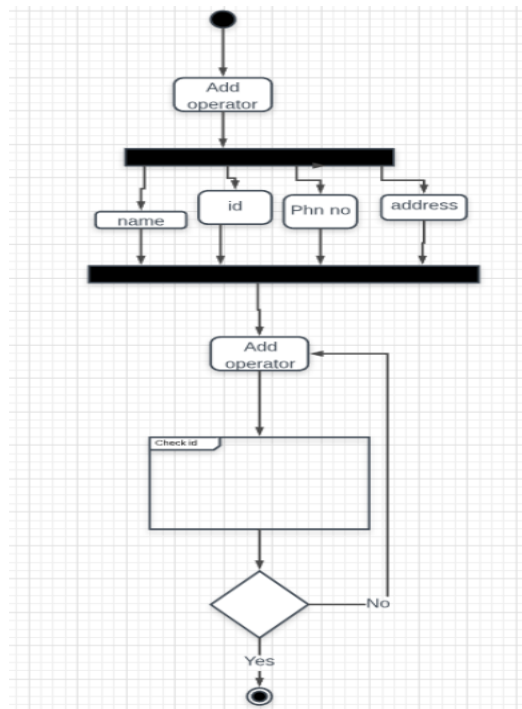 Add
operator
name
id
Phn no
address
Add
operator
Check id
No
Yes